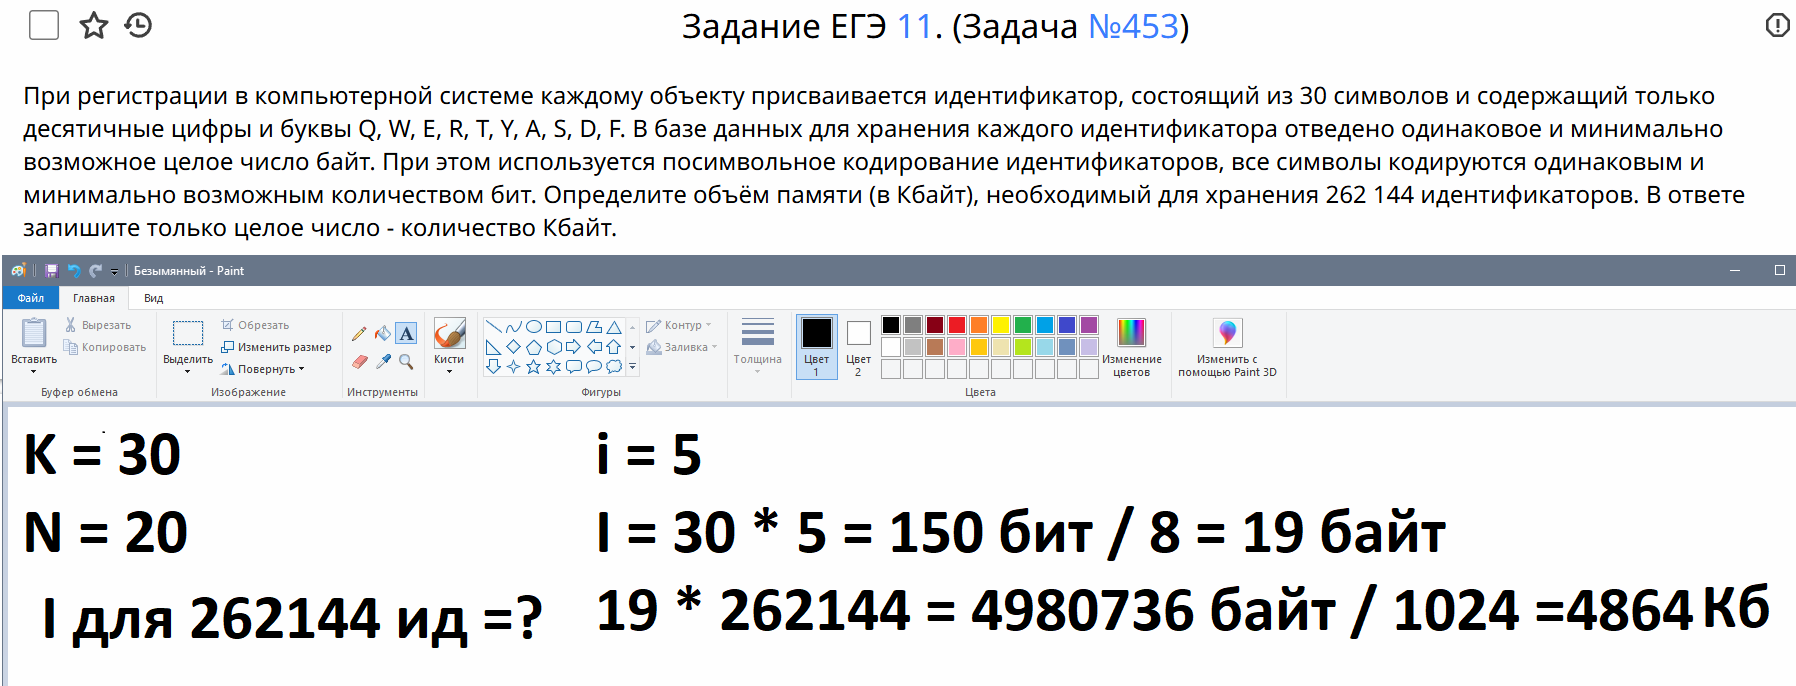 Задание ЕГЭ 11. (Задача №453)
При регистрации в компьютерной системе каждому объекту присваивается идентификатор, состоящий из 30 символов и содержащий только
десятичные цифры и буквы Q, W, E, R, T, Y, A, S, D, F. В базе данных для хранения каждого идентификатора отведено одинаковое и минимально
возможное целое число байт. При этом используется посимвольное кодирование идентификаторов, все символы кодируются одинаковым и
минимально возможным количеством бит. Определите объём памяти (в Кбайт), необходимый для хранения 262 144 идентификаторов. В ответе
запишите только целое число - количество Кбайт.
Безымянный - Paint
Файл Главная Вид
Вставить
Вырезать
Копировать
Буфер обмена
Выделить
Обрезать
Изменить размер
Повернуть
Изображение
A
Инструменты
Кисти
Контур
Заливка
Фигуры
Толщина
Цвет
1
Цвет
2
Изменение
цветов
Цвета
Изменить с
помощью Paint 3D
K = 30
N = 20
I для 262144 ид =?
i = 5
I = 30 * 5 = 150 бит / 8 = 19 байт
19 * 262144 = 4980736 байт / 1024 =4864 Кб